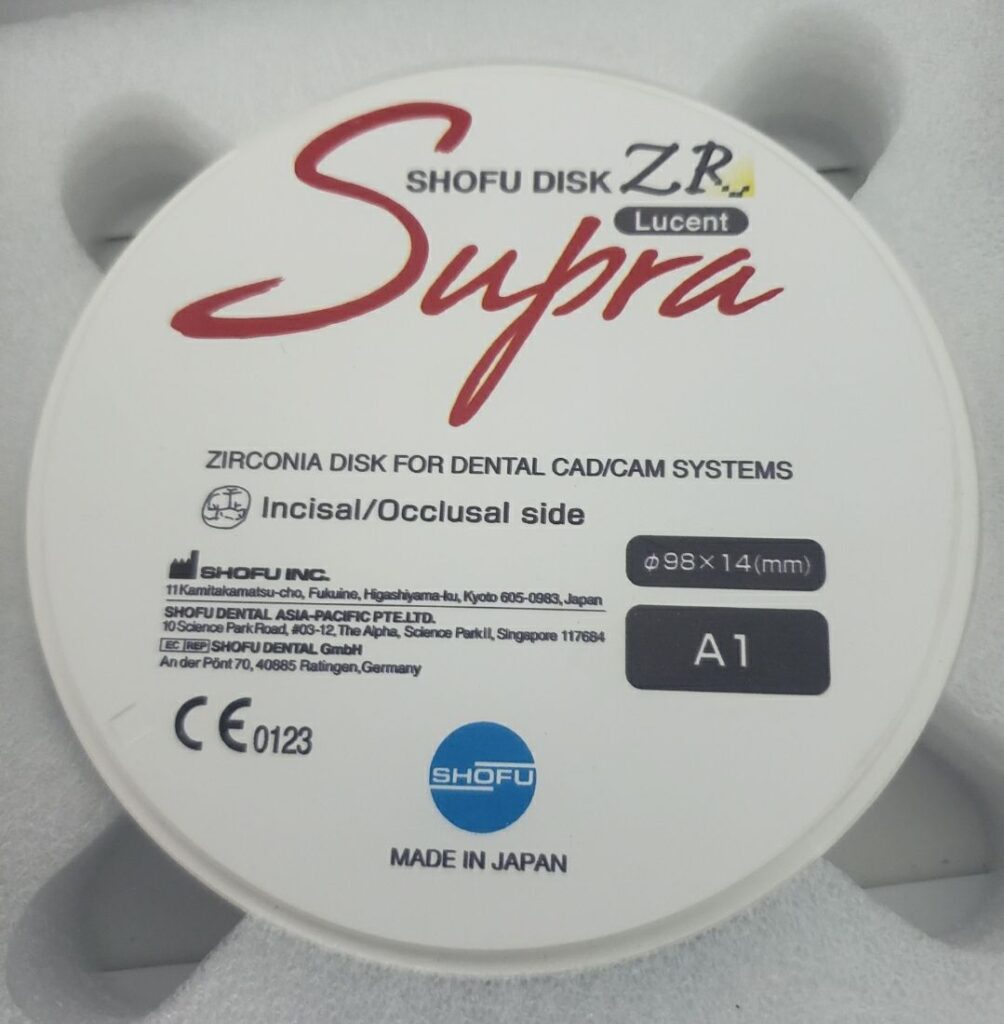 SHOFU DISK ZR
Lucent
Supra
ZIRCONIA DISK FOR DENTAL CAD/CAM SYSTEMS
Incisal/Occlusal side
φ98×14(mm)
SHOFU INC.
11 Kamitakamatsu-cho, Fukuine, Higashiyama-ku, Kyoto 605-0983, Japan
SHOFU DENTAL ASIA-PACIFIC PTE.LTD.
10 Science Park Road, #03-12, The Alpha, Science Park II, Singapore 117684
EC REP SHOFU DENTAL GmbH
An der Pönt 70, 40885 Ratingen, Germany
A1
CE 0123
SHOFU
MADE IN JAPAN